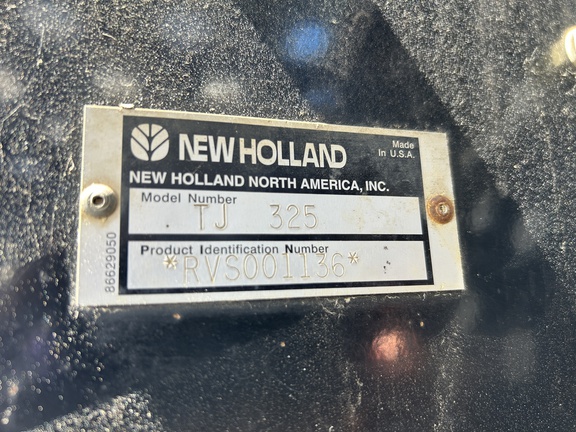 NEW HOLLAND
Made
in U.S.A.
NEW HOLLAND NORTH AMERICA, INC.
Model Number
TJ 325
Product Identification Number
*RVS001136*
86629050